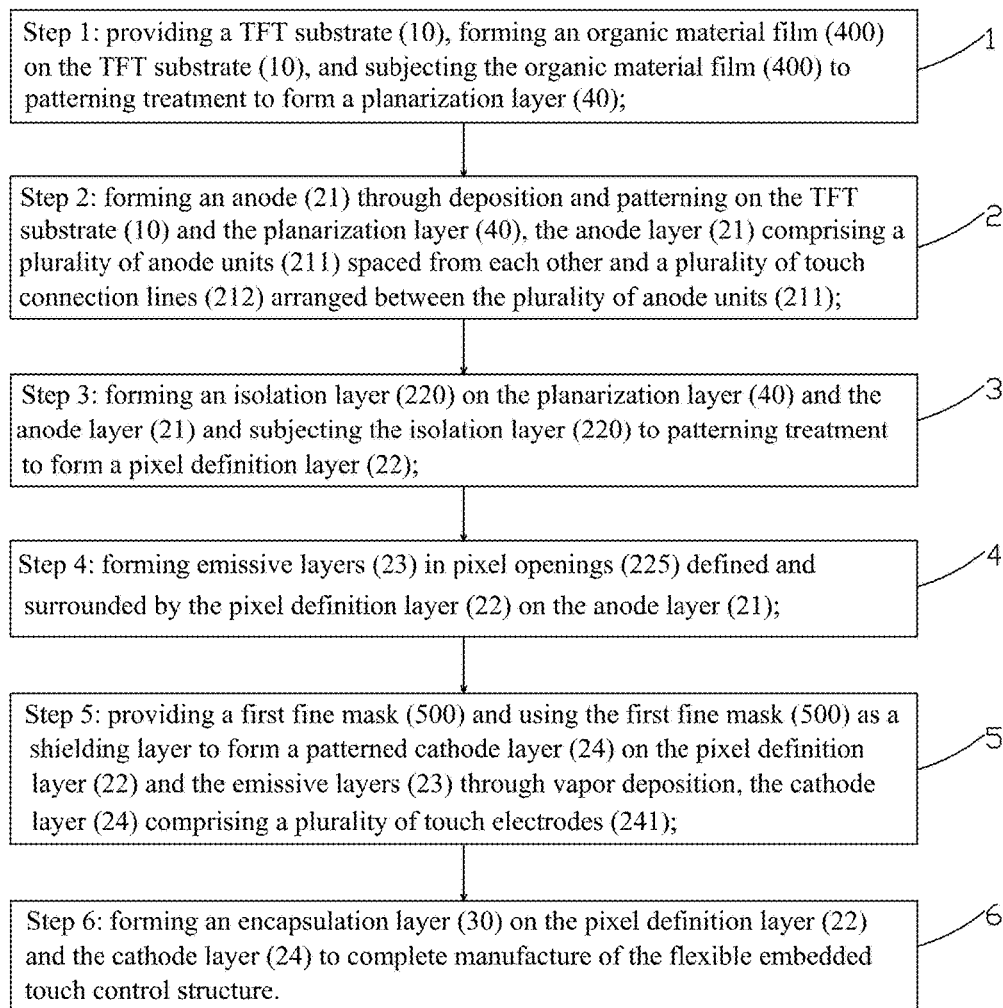 Step 1: providing a TFT substrate (10), forming an organic material film (400)
on the TFT substrate (10), and subjecting the organic material film (400) to
patterning treatment to form a planarization layer (40);
1
Step 2: forming an anode (21) through deposition and patterning on the TFT
substrate (10) and the planarization layer (40), the anode layer (21) comprising a
plurality of anode units (211) spaced from each other and a plurality of touch
connection lines (212) arranged between the plurality of anode units (211);
2
Step 3: forming an isolation layer (220) on the planarization layer (40) and the
anode layer (21) and subjecting the isolation layer (220) to patterning treatment
to form a pixel definition layer (22);
3
Step 4: forming emissive layers (23) in pixel openings (225) defined and
surrounded by the pixel definition layer (22) on the anode layer (21);
4
Step 5: providing a first fine mask (500) and using the first fine mask (500) as a
shielding layer to form a patterned cathode layer (24) on the pixel definition
layer (22) and the emissive layers (23) through vapor deposition, the cathode
layer (24) comprising a plurality of touch electrodes (241);
5
Step 6: forming an encapsulation layer (30) on the pixel definition layer (22)
and the cathode layer (24) to complete manufacture of the flexible embedded
touch control structure.
6